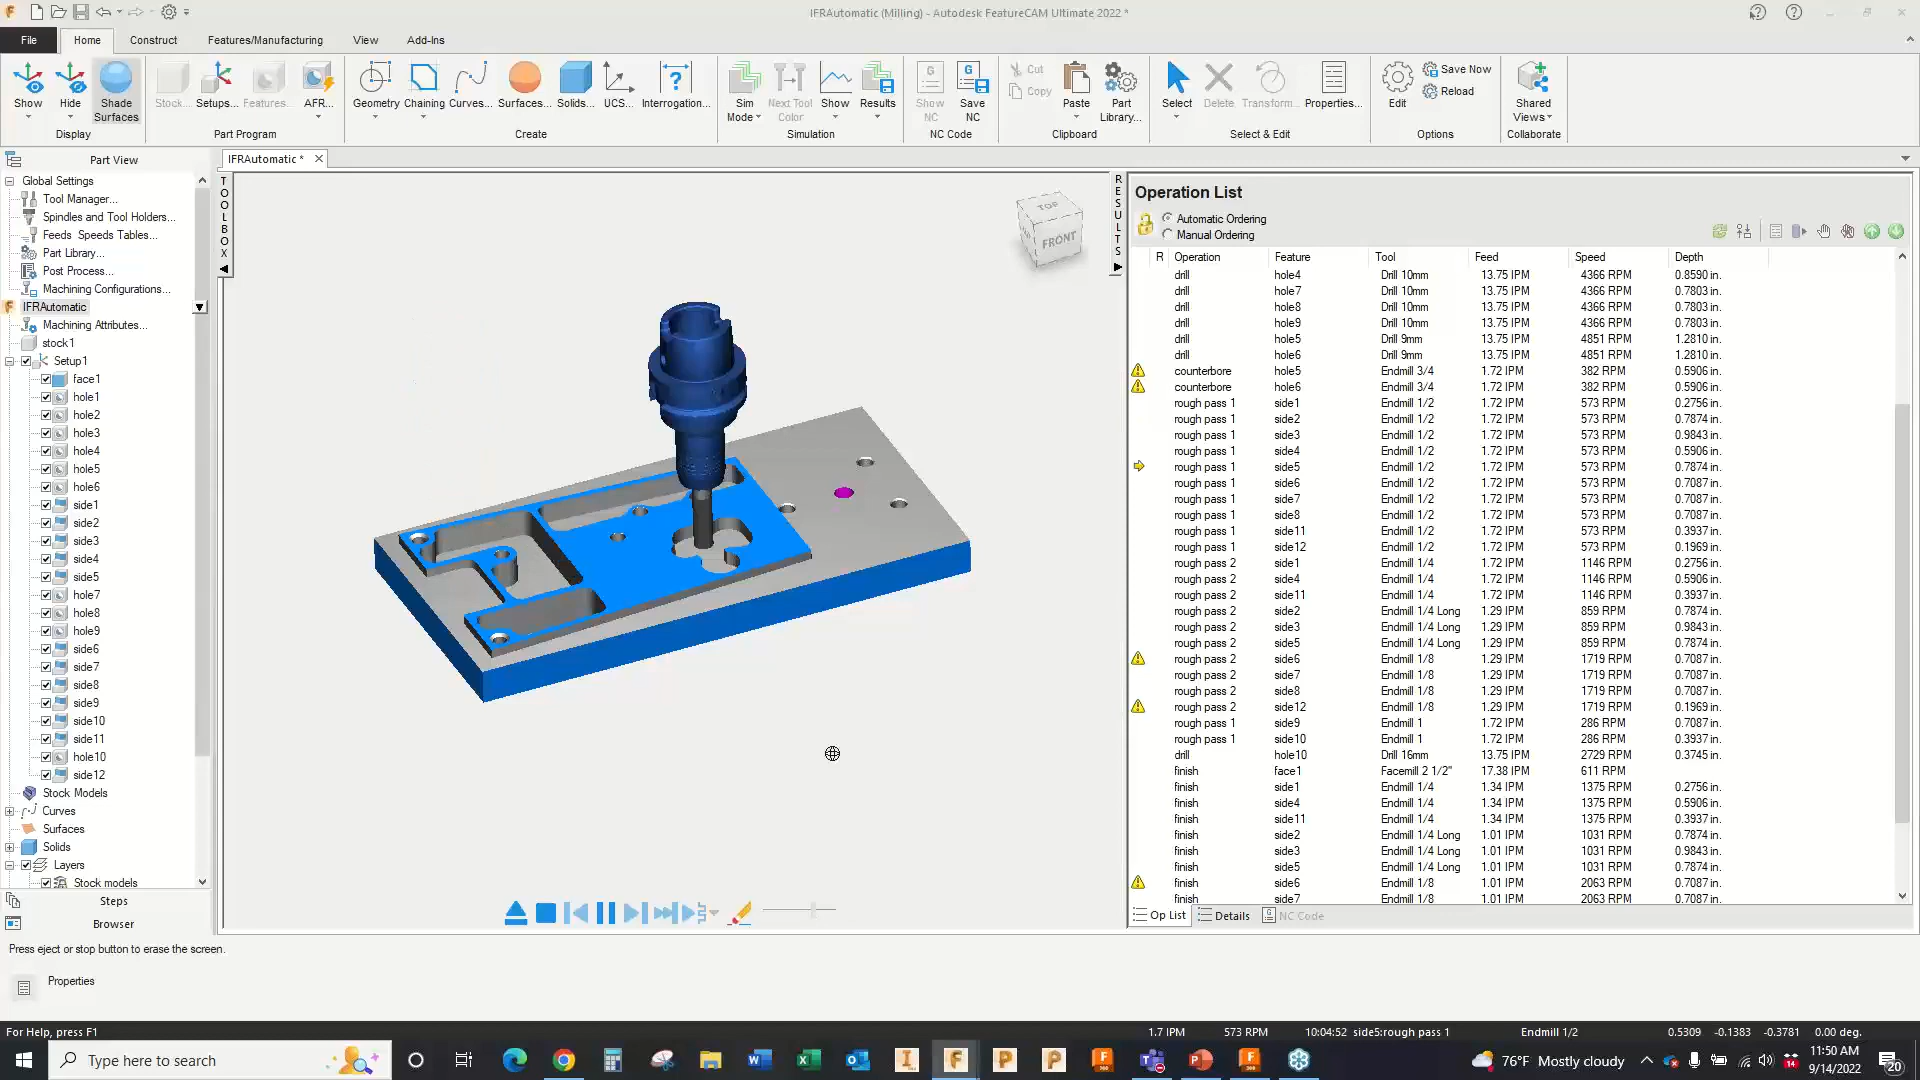 IFRAutomatic (Milling) - Autodesk FeatureCAM Ultimate 2022 *
File Home Construct Features/Manufacturing View Add-Ins
Show Hide Shade Surfaces Stock... Setups... Features... AFR... Geometry Chaining Curves... Surfaces... Solids... UCS... Interrogation... Sim Mode Next Tool Color Show Results Show NC Save NC Cut Copy Paste Part Library... Select Delete Transform... Properties... Edit Save Now Reload Shared Views
Display Part Program Create Simulation NC Code Clipboard Select & Edit Options Collaborate
Part View
IFRAutomatic *
Global Settings
Tool Manager...
Spindles and Tool Holders...
Feeds Speeds Tables...
Part Library...
Post Process...
Machining Configurations...
IFRAutomatic
Machining Attributes...
stock1
Setup1
face1
hole1
hole2
hole3
hole4
hole5
hole6
side1
side2
side3
side4
side5
hole7
hole8
hole9
side6
side7
side8
side9
side10
side11
hole10
side12
Stock Models
Curves
Surfaces
Solids
Layers
Stock models
Steps
Browser
TOOLBOX
TOP
FRONT
RESULTS
Operation List
Automatic Ordering
Manual Ordering
R Operation Feature Tool Feed Speed Depth
drill hole4 Drill 10mm 13.75 IPM 4366 RPM 0.8590 in.
drill hole7 Drill 10mm 13.75 IPM 4366 RPM 0.7803 in.
drill hole8 Drill 10mm 13.75 IPM 4366 RPM 0.7803 in.
drill hole9 Drill 10mm 13.75 IPM 4366 RPM 0.7803 in.
drill hole5 Drill 9mm 13.75 IPM 4851 RPM 1.2810 in.
drill hole6 Drill 9mm 13.75 IPM 4851 RPM 1.2810 in.
counterbore hole5 Endmill 3/4 1.72 IPM 382 RPM 0.5906 in.
counterbore hole6 Endmill 3/4 1.72 IPM 382 RPM 0.5906 in.
rough pass 1 side1 Endmill 1/2 1.72 IPM 573 RPM 0.2756 in.
rough pass 1 side2 Endmill 1/2 1.72 IPM 573 RPM 0.7874 in.
rough pass 1 side3 Endmill 1/2 1.72 IPM 573 RPM 0.9843 in.
rough pass 1 side4 Endmill 1/2 1.72 IPM 573 RPM 0.5906 in.
rough pass 1 side5 Endmill 1/2 1.72 IPM 573 RPM 0.7874 in.
rough pass 1 side6 Endmill 1/2 1.72 IPM 573 RPM 0.7087 in.
rough pass 1 side7 Endmill 1/2 1.72 IPM 573 RPM 0.7087 in.
rough pass 1 side8 Endmill 1/2 1.72 IPM 573 RPM 0.7087 in.
rough pass 1 side11 Endmill 1/2 1.72 IPM 573 RPM 0.3937 in.
rough pass 1 side12 Endmill 1/2 1.72 IPM 573 RPM 0.1969 in.
rough pass 2 side1 Endmill 1/4 1.72 IPM 1146 RPM 0.2756 in.
rough pass 2 side4 Endmill 1/4 1.72 IPM 1146 RPM 0.5906 in.
rough pass 2 side11 Endmill 1/4 1.72 IPM 1146 RPM 0.3937 in.
rough pass 2 side2 Endmill 1/4 Long 1.29 IPM 859 RPM 0.7874 in.
rough pass 2 side3 Endmill 1/4 Long 1.29 IPM 859 RPM 0.9843 in.
rough pass 2 side5 Endmill 1/4 Long 1.29 IPM 859 RPM 0.7874 in.
rough pass 2 side6 Endmill 1/8 1.29 IPM 1719 RPM 0.7087 in.
rough pass 2 side7 Endmill 1/8 1.29 IPM 1719 RPM 0.7087 in.
rough pass 2 side8 Endmill 1/8 1.29 IPM 1719 RPM 0.7087 in.
rough pass 2 side12 Endmill 1/8 1.29 IPM 1719 RPM 0.1969 in.
rough pass 1 side9 Endmill 1 1.72 IPM 286 RPM 0.7087 in.
rough pass 1 side10 Endmill 1 1.72 IPM 286 RPM 0.3937 in.
drill hole10 Drill 16mm 13.75 IPM 2729 RPM 0.3745 in.
finish face1 Facemill 2 1/2" 17.38 IPM 611 RPM
finish side1 Endmill 1/4 1.34 IPM 1375 RPM 0.2756 in.
finish side4 Endmill 1/4 1.34 IPM 1375 RPM 0.5906 in.
finish side11 Endmill 1/4 1.34 IPM 1375 RPM 0.3937 in.
finish side2 Endmill 1/4 Long 1.01 IPM 1031 RPM 0.7874 in.
finish side3 Endmill 1/4 Long 1.01 IPM 1031 RPM 0.9843 in.
finish side5 Endmill 1/4 Long 1.01 IPM 1031 RPM 0.7874 in.
finish side6 Endmill 1/8 1.01 IPM 2063 RPM 0.7087 in.
finish side7 Endmill 1/8 1.01 IPM 2063 RPM 0.7087 in.
Op List Details NC Code
Press eject or stop button to erase the screen.
Properties
For Help, press F1 1.7 IPM 573 RPM 10:04:52 side5:rough pass 1 Endmill 1/2 0.5309 -0.1383 -0.3781 0.00 deg.
Type here to search 76°F Mostly cloudy 11:50 AM
9/14/2022 20